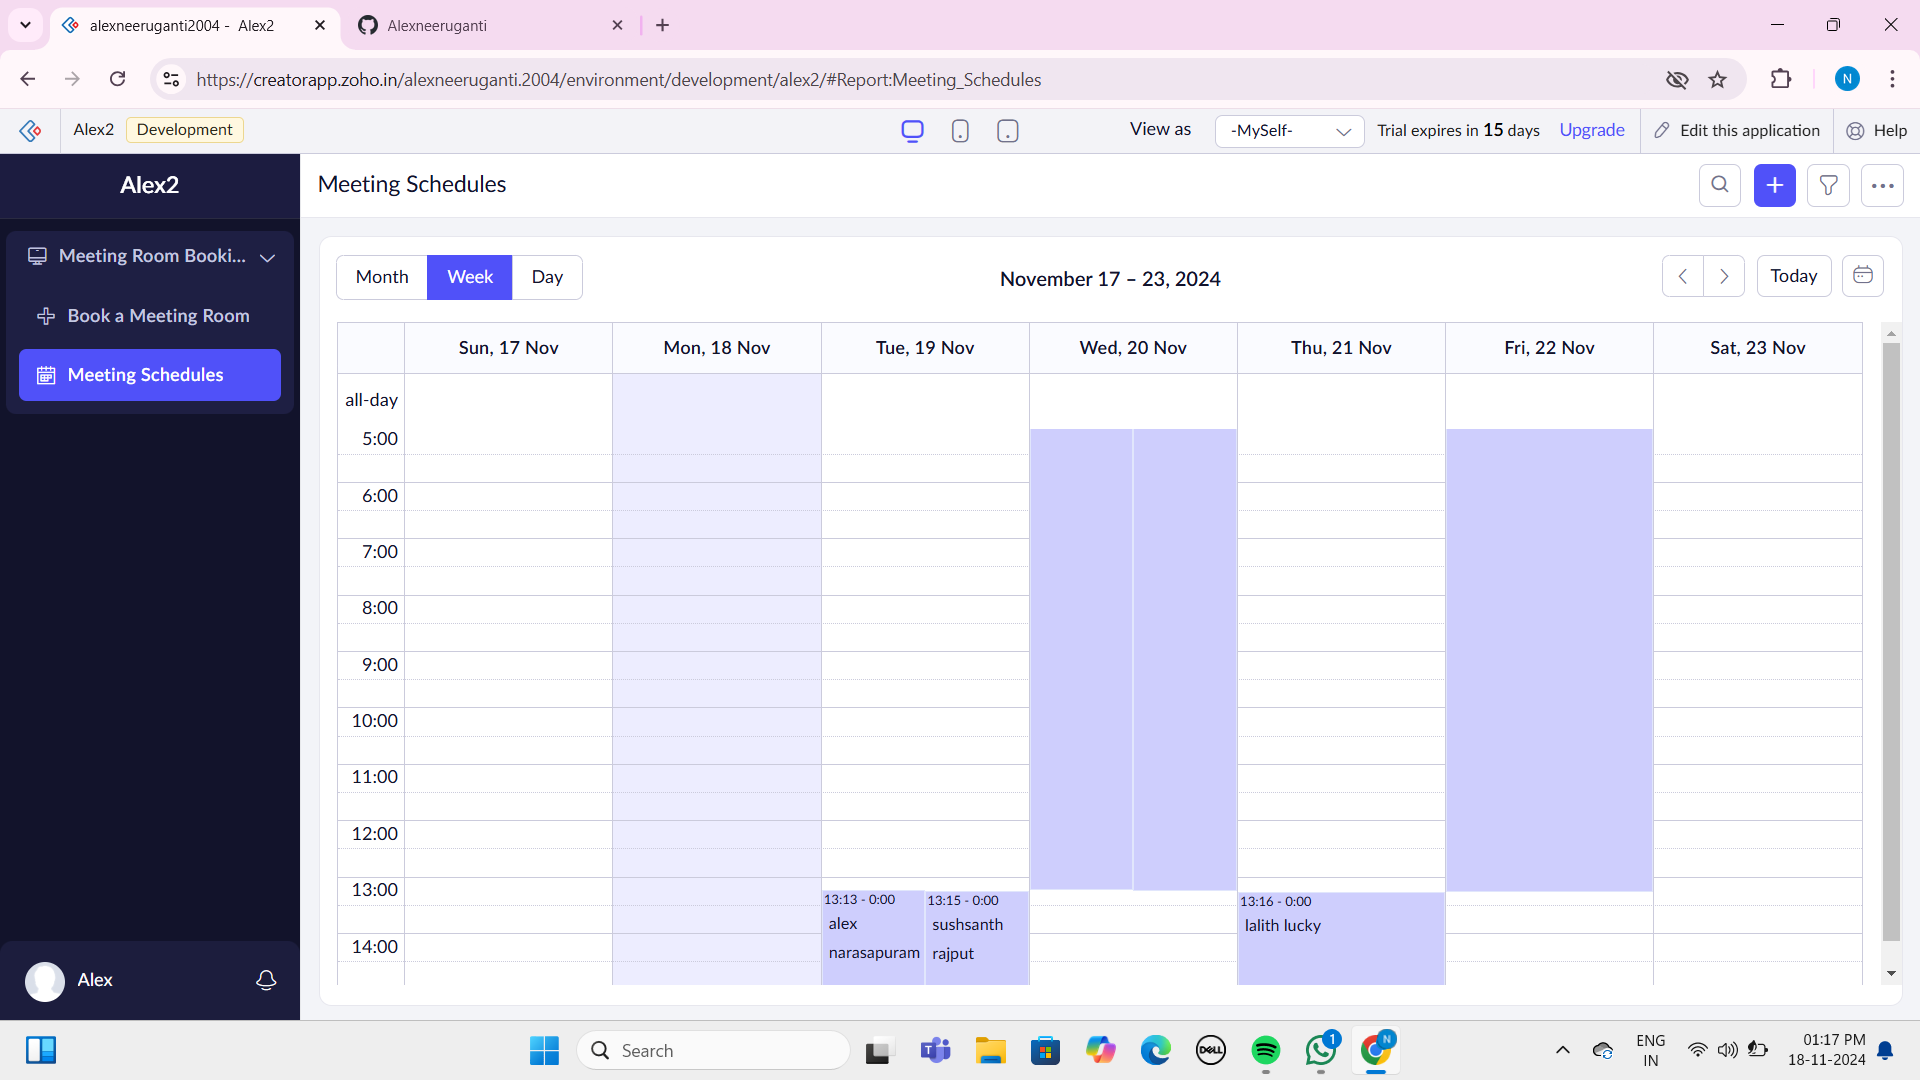 alexneeruganti2004 - Alex2
Alexneeruganti
https://creatorapp.zoho.in/alexneeruganti.2004/environment/development/alex2/#Report:Meeting_Schedules
N
Alex2
Development
View as
-MySelf-
Trial expires in 15 days
Upgrade
Edit this application
Help
Alex2
Meeting Room Booki...
Book a Meeting Room
Meeting Schedules
Alex
Meeting Schedules
Month
Week
Day
November 17 – 23, 2024
Today
Sun, 17 Nov
Mon, 18 Nov
Tue, 19 Nov
Wed, 20 Nov
Thu, 21 Nov
Fri, 22 Nov
Sat, 23 Nov
all-day
5:00
6:00
7:00
8:00
9:00
10:00
11:00
12:00
13:00
14:00
13:13 - 0:00
alex
narasapuram
13:15 - 0:00
sushsanth
rajput
13:16 - 0:00
lalith lucky
Search
DELL
1
N
ENG
IN
01:17 PM
18-11-2024